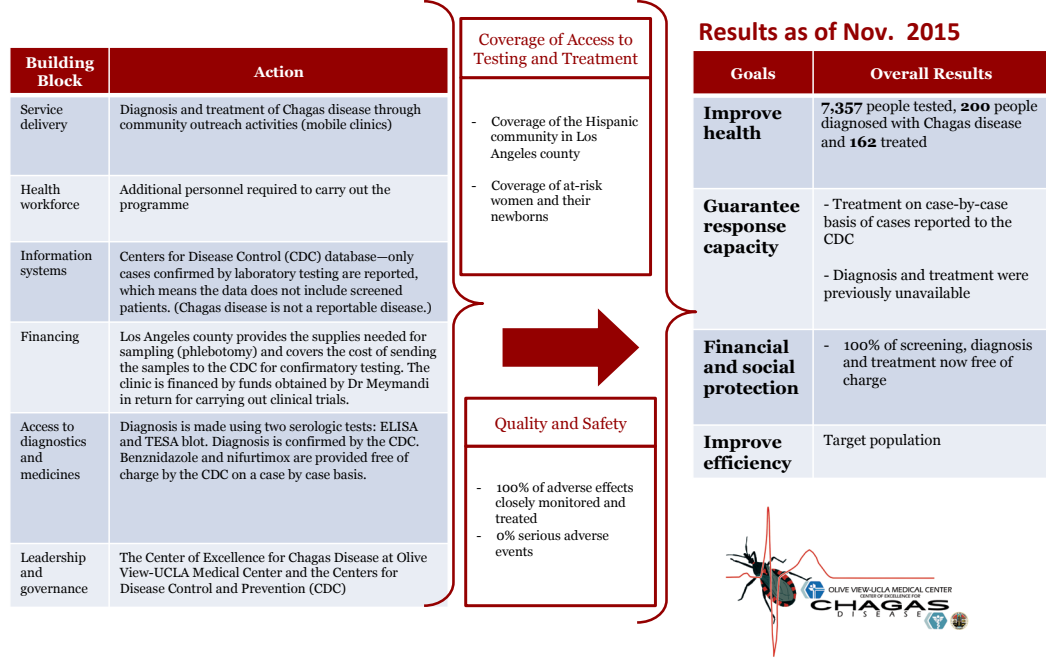 Building
Block
Action
Service
delivery
Diagnosis and treatment of Chagas disease through
community outreach activities (mobile clinics)
Health
workforce
Additional personnel required to carry out the
programme
Information
systems
Centers for Disease Control (CDC) database—only
cases confirmed by laboratory testing are reported,
which means the data does not include screened
patients. (Chagas disease is not a reportable disease.)
Financing
Los Angeles county provides the supplies needed for
sampling (phlebotomy) and covers the cost of sending
the samples to the CDC for confirmatory testing. The
clinic is financed by funds obtained by Dr Meymandi
in return for carrying out clinical trials.
Access to
diagnostics
and
medicines
Diagnosis is made using two serologic tests: ELISA
and TESA blot. Diagnosis is confirmed by the CDC.
Benznidazole and nifurtimox are provided free of
charge by the CDC on a case by case basis.
Leadership
and
governance
The Center of Excellence for Chagas Disease at Olive
View-UCLA Medical Center and the Centers for
Disease Control and Prevention (CDC)
Coverage of Access to
Testing and Treatment
- Coverage of the Hispanic
community in Los
Angeles county
- Coverage of at-risk
women and their
newborns
Quality and Safety
- 100% of adverse effects
closely monitored and
treated
- 0% serious adverse
events
Results as of Nov. 2015
Goals
Overall Results
Improve
health
7,357 people tested, 200 people
diagnosed with Chagas disease
and 162 treated
Guarantee
response
capacity
- Treatment on case-by-case
basis of cases reported to the
CDC
- Diagnosis and treatment were
previously unavailable
Financial
and social
protection
- 100% of screening, diagnosis
and treatment now free of
charge
Improve
efficiency
Target population
OLIVE VIEW-UCLA MEDICAL CENTER
CENTER OF EXCELLENCE FOR
CHAGAS
DISEASE